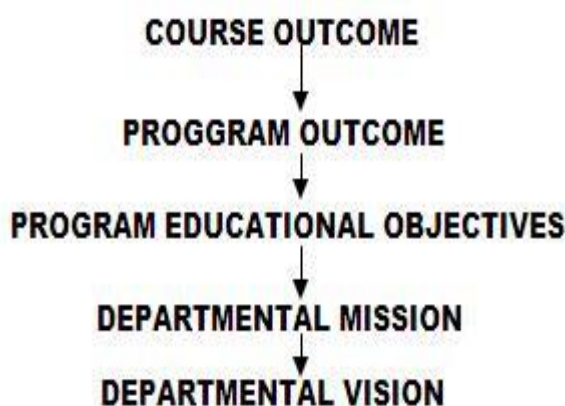 COURSE OUTCOME
PROGGRAM OUTCOME
PROGRAM EDUCATIONAL OBJECTIVES
DEPARTMENTAL MISSION
DEPARTMENTAL VISION